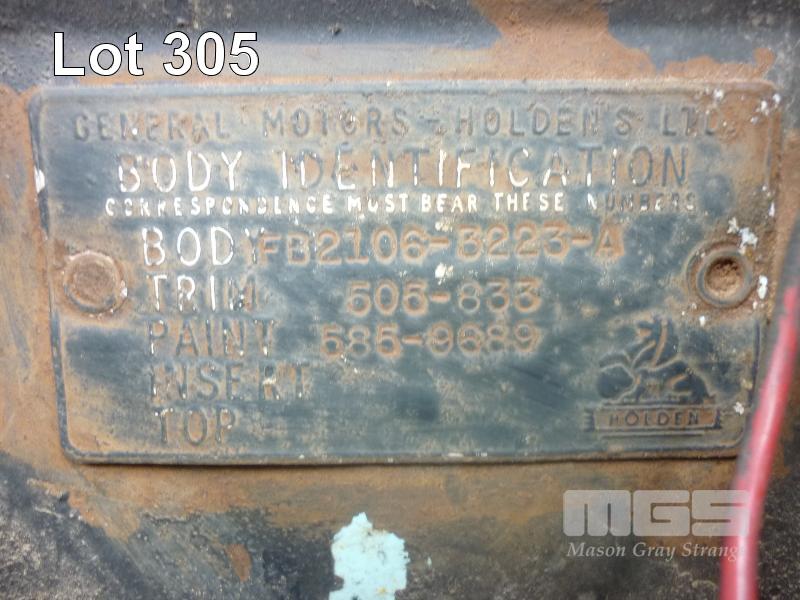 Lot 305
GENERAL MOTORS - HOLDEN'S LTD.
BODY IDENTIFICATION
CORRESPONDENCE MUST BEAR THESE NUMBERS
BODY FB2106-3223-A
TRIM 505-833
PAINT 585-9689
INSERT
TOP
HOLDEN
MGS
Mason Gray Strange